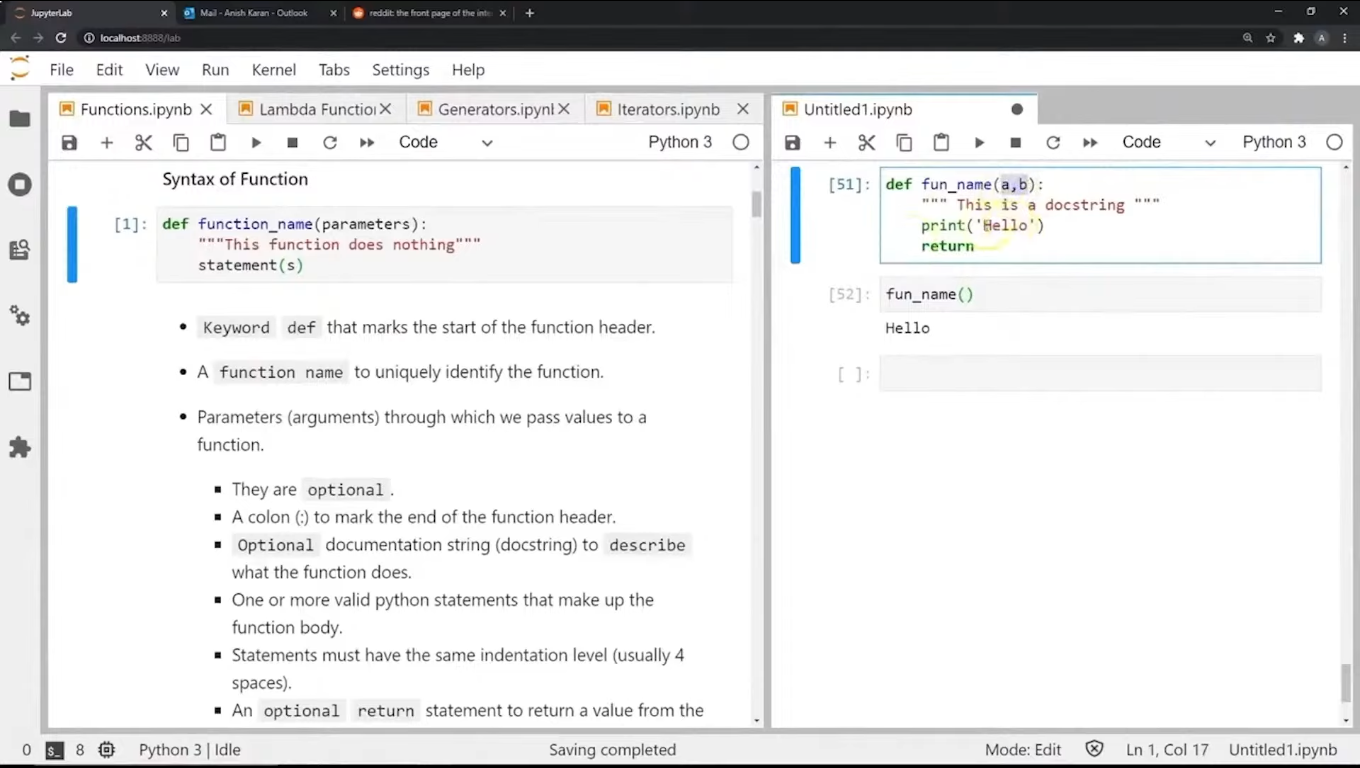 JupyterLab
Mail - Anish Karan - Outlook
reddit: the front page of the inte
localhost:8888/lab
A
File Edit View Run Kernel Tabs Settings Help
Functions.ipynb
Lambda Function
Generators.ipynl
Iterators.ipynb
Code
Python 3
Syntax of Function
[1]: def function_name(parameters):
"""This function does nothing"""
statement(s)
Keyword def that marks the start of the function header.
A function name to uniquely identify the function.
Parameters (arguments) through which we pass values to a
function.
They are optional .
A colon (:) to mark the end of the function header.
Optional documentation string (docstring) to describe
what the function does.
One or more valid python statements that make up the
function body.
Statements must have the same indentation level (usually 4
spaces).
An optional return statement to return a value from the
Untitled1.ipynb
Code
Python 3
[51]: def fun_name(a,b):
""" This is a docstring """
print('Hello')
return
[52]: fun_name()
Hello
[ ]:
0 $_ 8 Python 3 | Idle Saving completed Mode: Edit Ln 1, Col 17 Untitled1.ipynb